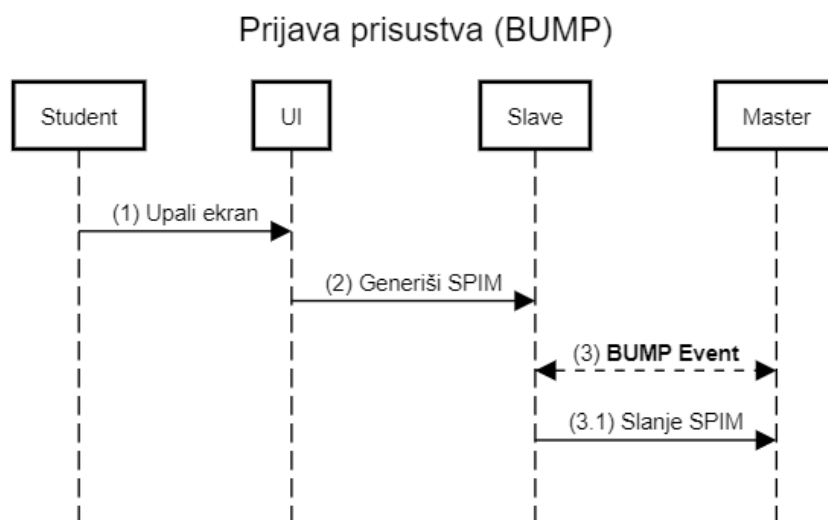 Prijava prisustva (BUMP)
Student
UI
Slave
Master
(1) Upali ekran
(2) Generiši SPIM
(3) BUMP Event
(3.1) Slanje SPIM